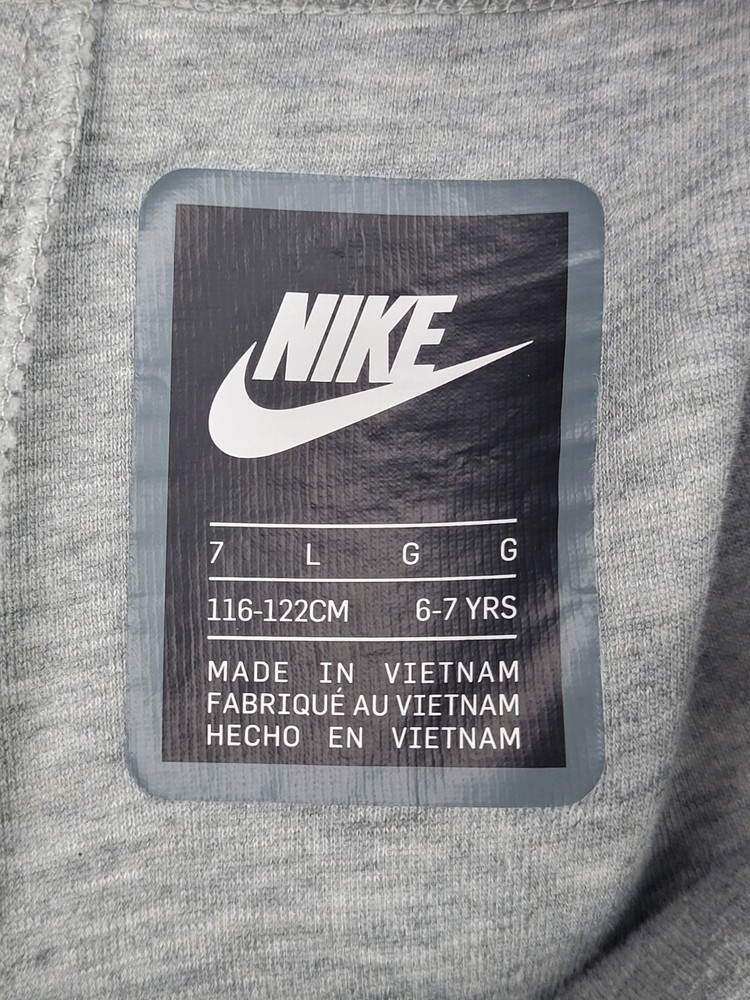 NIKE
7 L G G
116-122CM 6-7 YRS
MADE IN VIETNAM
FABRIQUÉ AU VIETNAM
HECHO EN VIETNAM